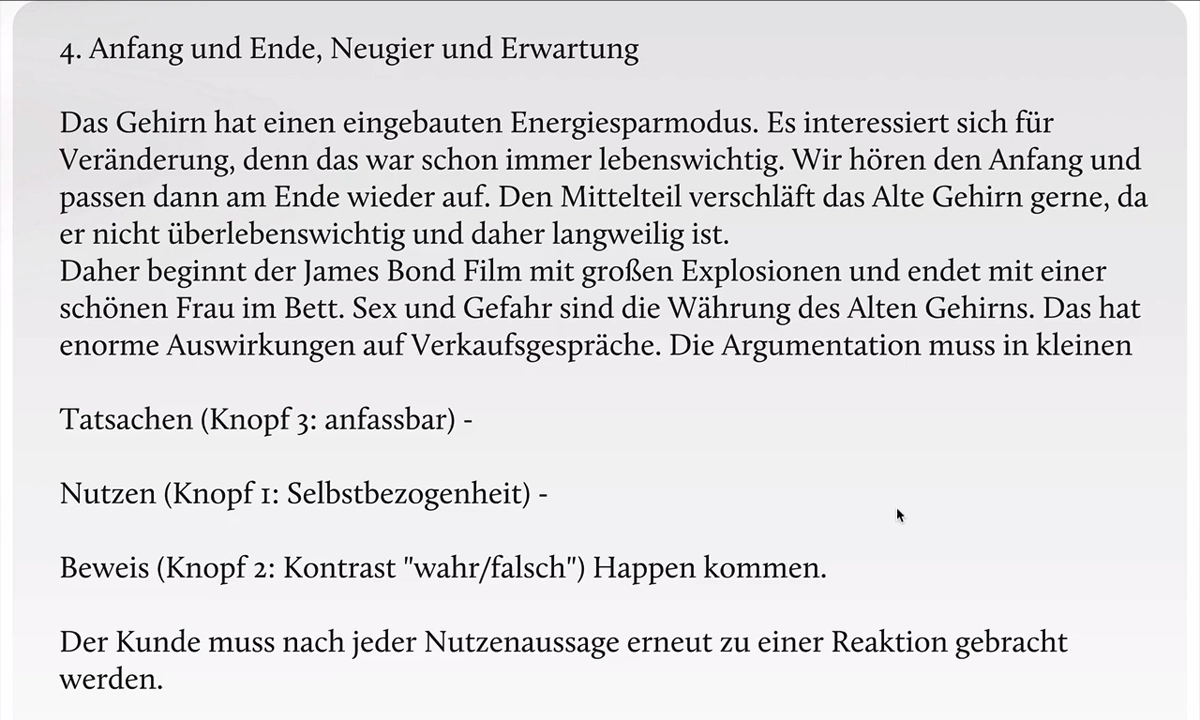 4. Anfang und Ende, Neugier und Erwartung
Das Gehirn hat einen eingebauten Energiesparmodus. Es interessiert sich für
Veränderung, denn das war schon immer lebenswichtig. Wir hören den Anfang und
passen dann am Ende wieder auf. Den Mittelteil verschläft das Alte Gehirn gerne, da
er nicht überlebenswichtig und daher langweilig ist.
Daher beginnt der James Bond Film mit großen Explosionen und endet mit einer
schönen Frau im Bett. Sex und Gefahr sind die Währung des Alten Gehirns. Das hat
enorme Auswirkungen auf Verkaufsgespräche. Die Argumentation muss in kleinen
Tatsachen (Knopf 3: anfassbar) -
Nutzen (Knopf 1: Selbstbezogenheit) -
Beweis (Knopf 2: Kontrast "wahr/falsch") Happen kommen.
Der Kunde muss nach jeder Nutzenaussage erneut zu einer Reaktion gebracht
werden.